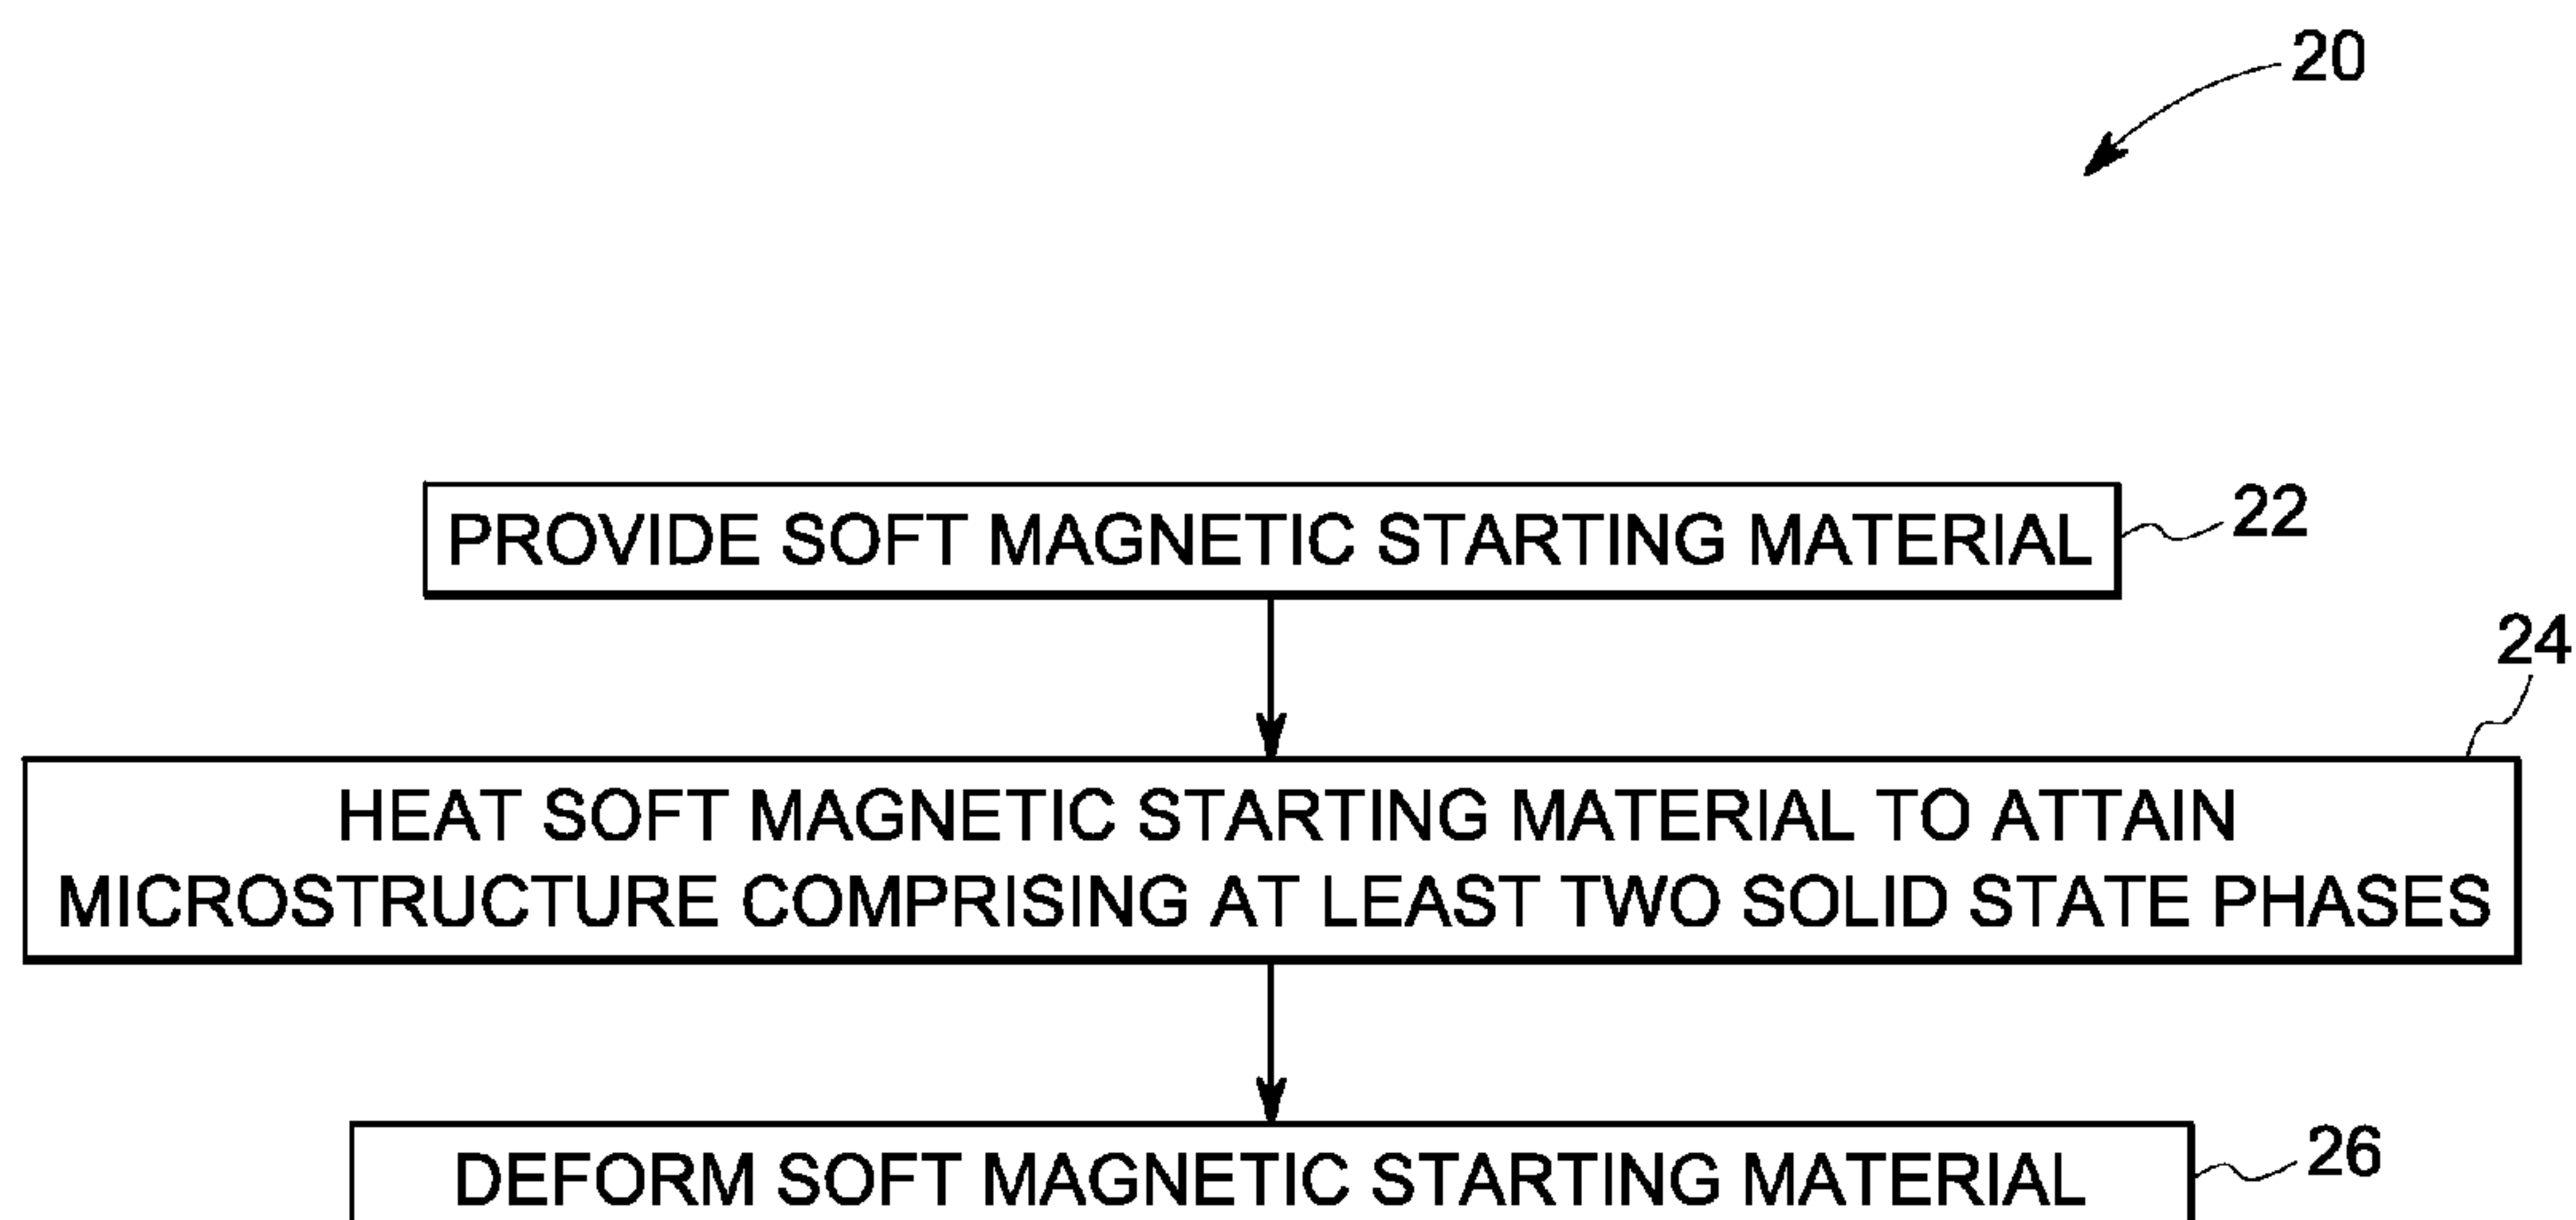 20
PROVIDE SOFT MAGNETIC STARTING MATERIAL
22
24
HEAT SOFT MAGNETIC STARTING MATERIAL TO ATTAIN
MICROSTRUCTURE COMPRISING AT LEAST TWO SOLID STATE PHASES
DEFORM SOFT MAGNETIC STARTING MATERIAL
26